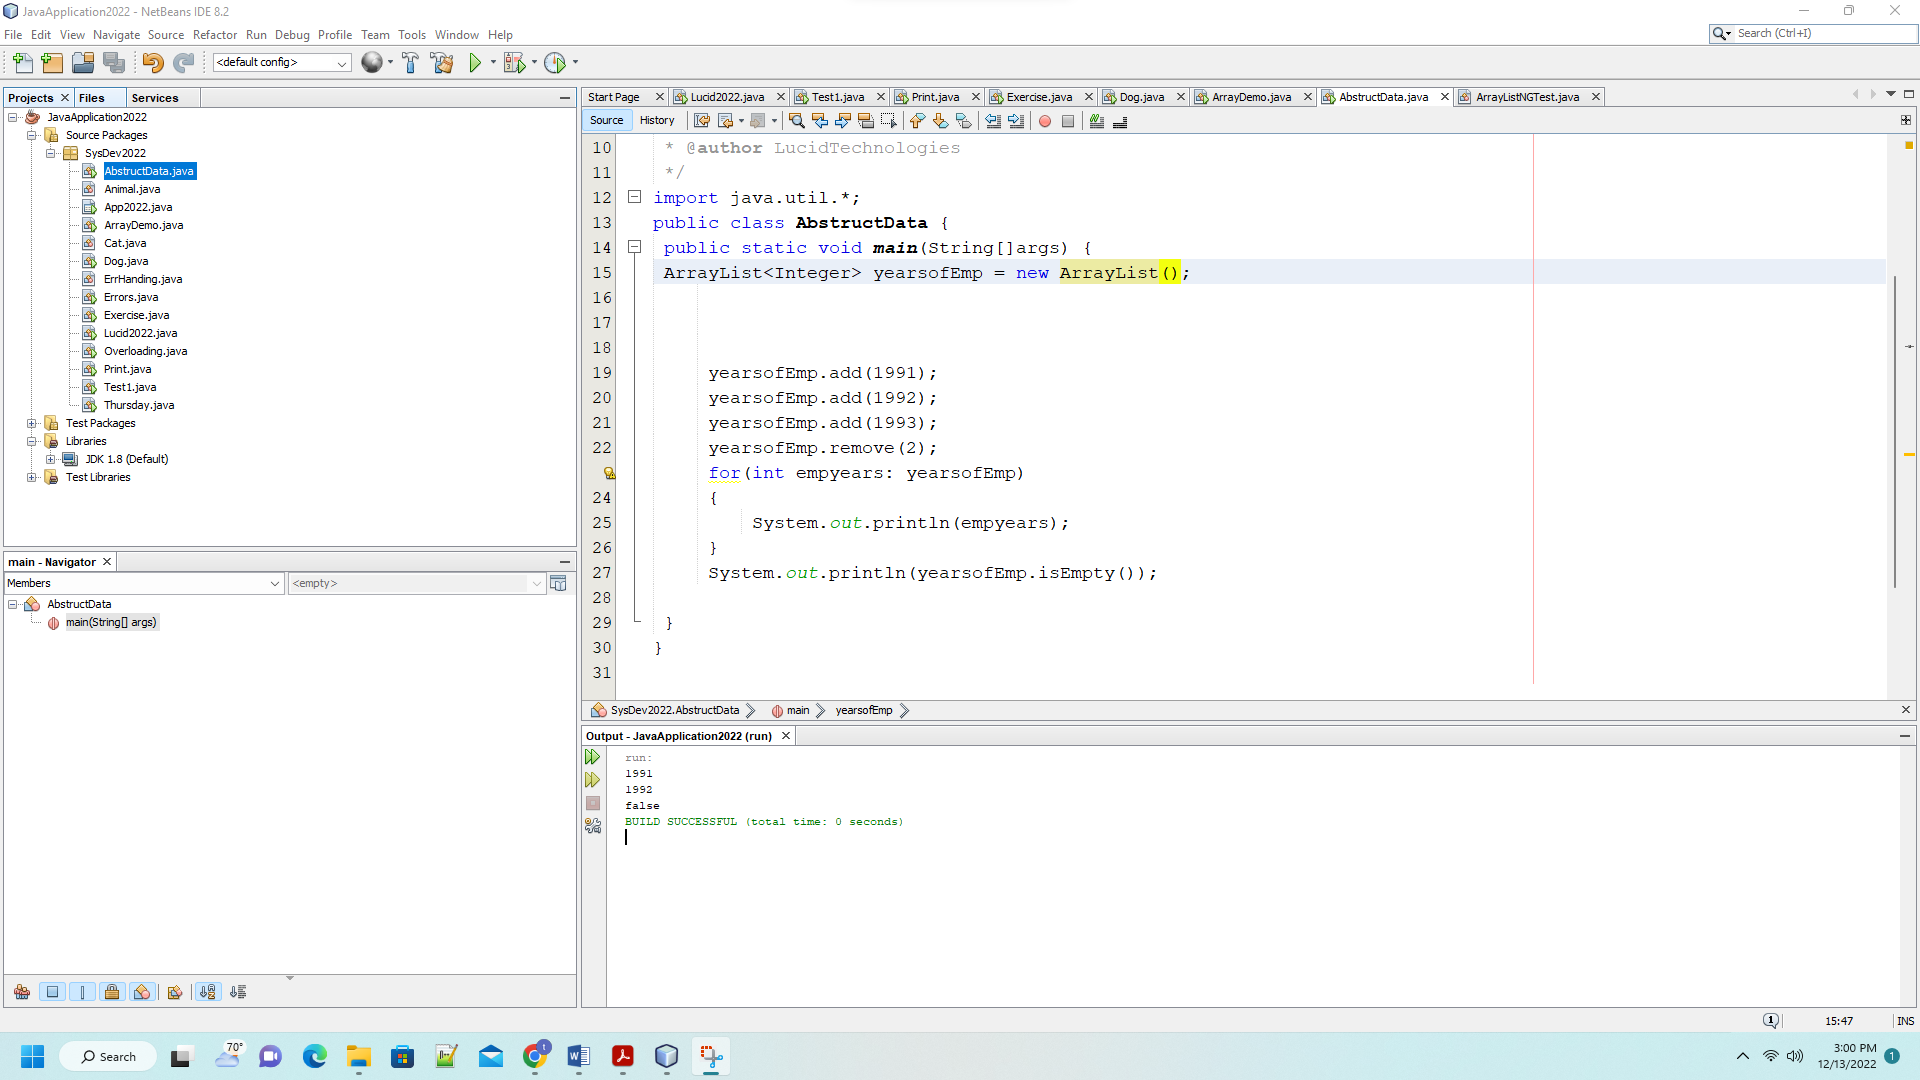 JavaApplication2022 - NetBeans IDE 8.2
File Edit View Navigate Source Refactor Run Debug Profile Team Tools Window Help
Search (Ctrl+I)
<default config>
Projects Files Services
JavaApplication2022
Source Packages
SysDev2022
AbstructData.java
Animal.java
App2022.java
ArrayDemo.java
Cat.java
Dog.java
ErrHanding.java
Errors.java
Exercise.java
Lucid2022.java
Overloading.java
Print.java
Test1.java
Thursday.java
Test Packages
Libraries
JDK 1.8 (Default)
Test Libraries
main - Navigator
Members <empty>
AbstructData
main(String[] args)
Start Page Lucid2022.java Test1.java Print.java Exercise.java Dog.java ArrayDemo.java AbstructData.java ArrayListNGTest.java
Source History
10 * @author LucidTechnologies
11 */
12 import java.util.*;
13 public class AbstructData {
14 public static void main(String[]args) {
15 ArrayList<Integer> yearsofEmp = new ArrayList();
16
17
18
19 yearsofEmp.add(1991);
20 yearsofEmp.add(1992);
21 yearsofEmp.add(1993);
22 yearsofEmp.remove(2);
for(int empyears: yearsofEmp)
24 {
25 System.out.println(empyears);
26 }
27 System.out.println(yearsofEmp.isEmpty());
28
29 }
30 }
31
SysDev2022.AbstructData main yearsofEmp
Output - JavaApplication2022 (run)
run:
1991
1992
false
BUILD SUCCESSFUL (total time: 0 seconds)
1 15:47 INS
Search
70°
t
3:00 PM
12/13/2022
1